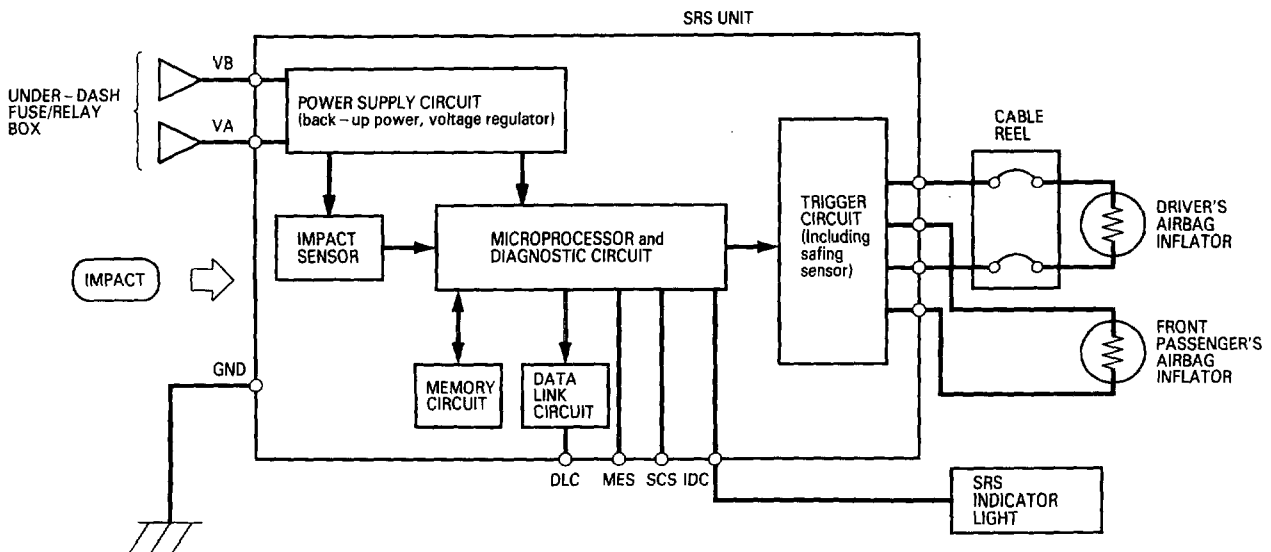 SRS UNIT
UNDER – DASH
FUSE/RELAY
BOX
VB
VA
POWER SUPPLY CIRCUIT
(back – up power, voltage regulator)
IMPACT
SENSOR
MICROPROCESSOR and
DIAGNOSTIC CIRCUIT
TRIGGER
CIRCUIT
(Including
safing
sensor)
CABLE
REEL
DRIVER'S
AIRBAG
INFLATOR
IMPACT
FRONT
PASSENGER'S
AIRBAG
INFLATOR
GND
MEMORY
CIRCUIT
DATA
LINK
CIRCUIT
DLC MES SCS IDC
SRS
INDICATOR
LIGHT